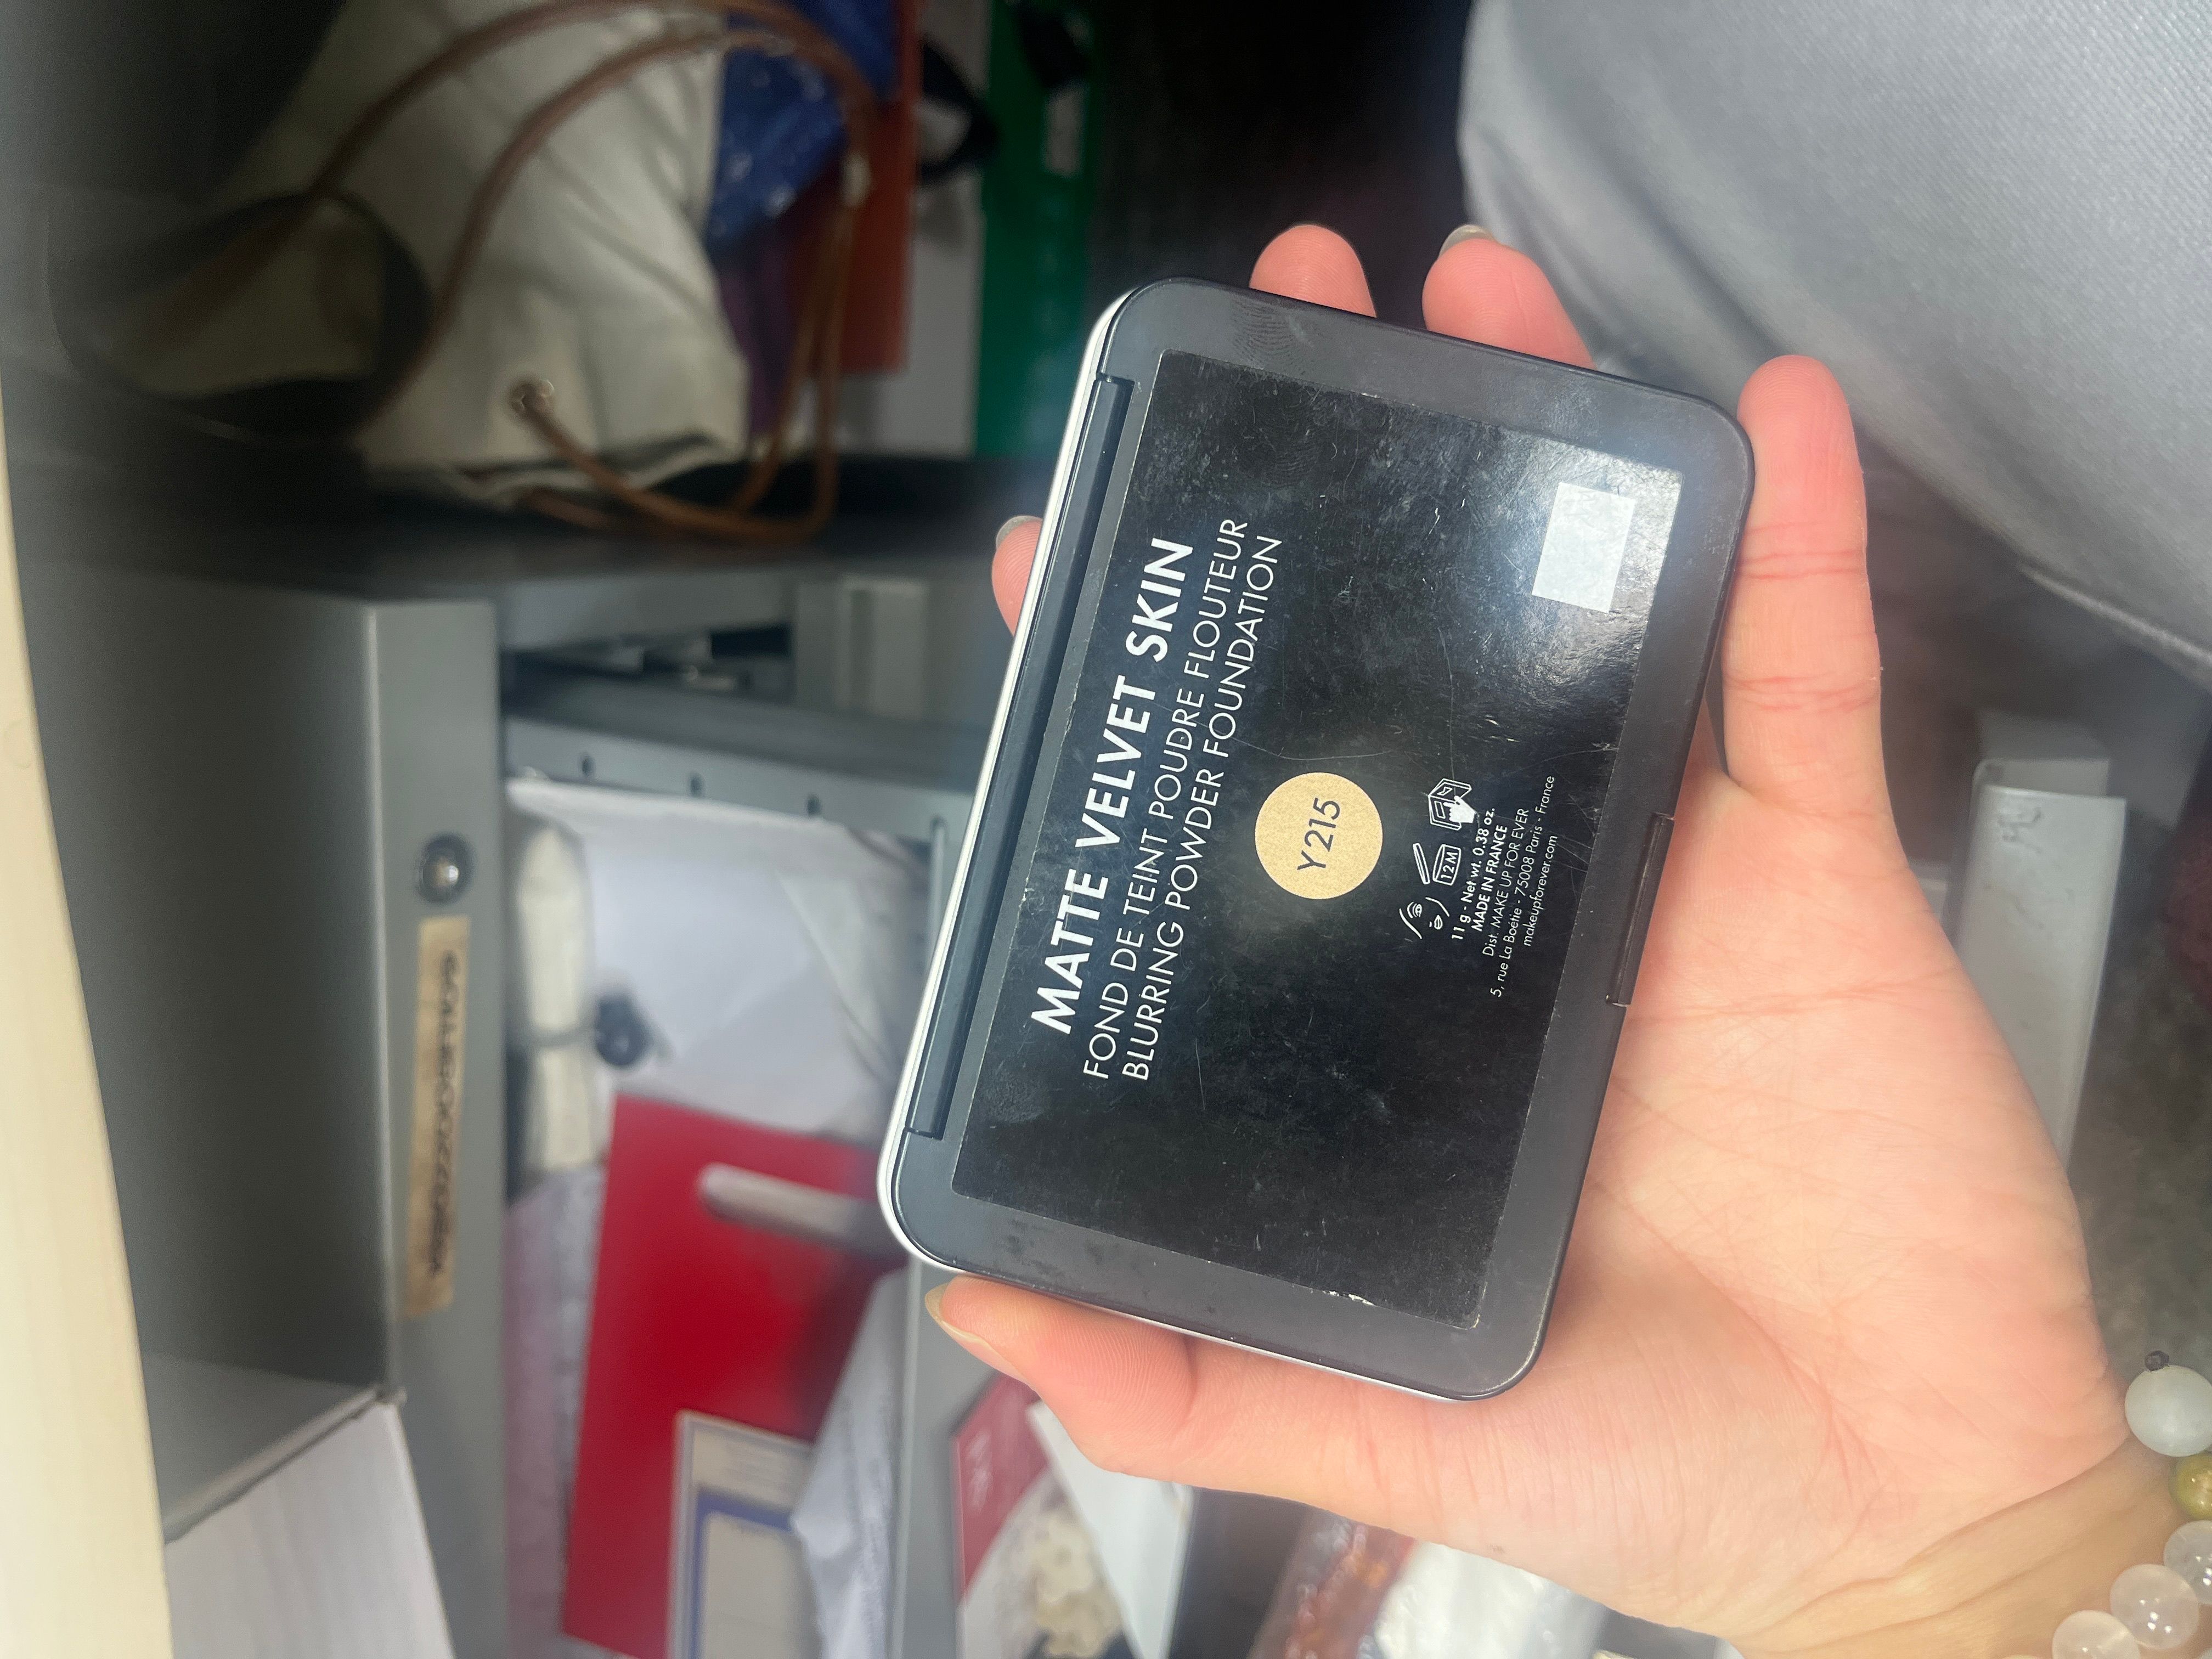 MATTE VELVET SKIN
FOND DE TEINT POUDRE FLOUTEUR
BLURRING POWDER FOUNDATION
Y215
12M
11 g - Net wt. 0.38 oz.
MADE IN FRANCE
Dist. MAKE UP FOR EVER
5, rue La Boétie - 75008 Paris - France
makeupforever.com